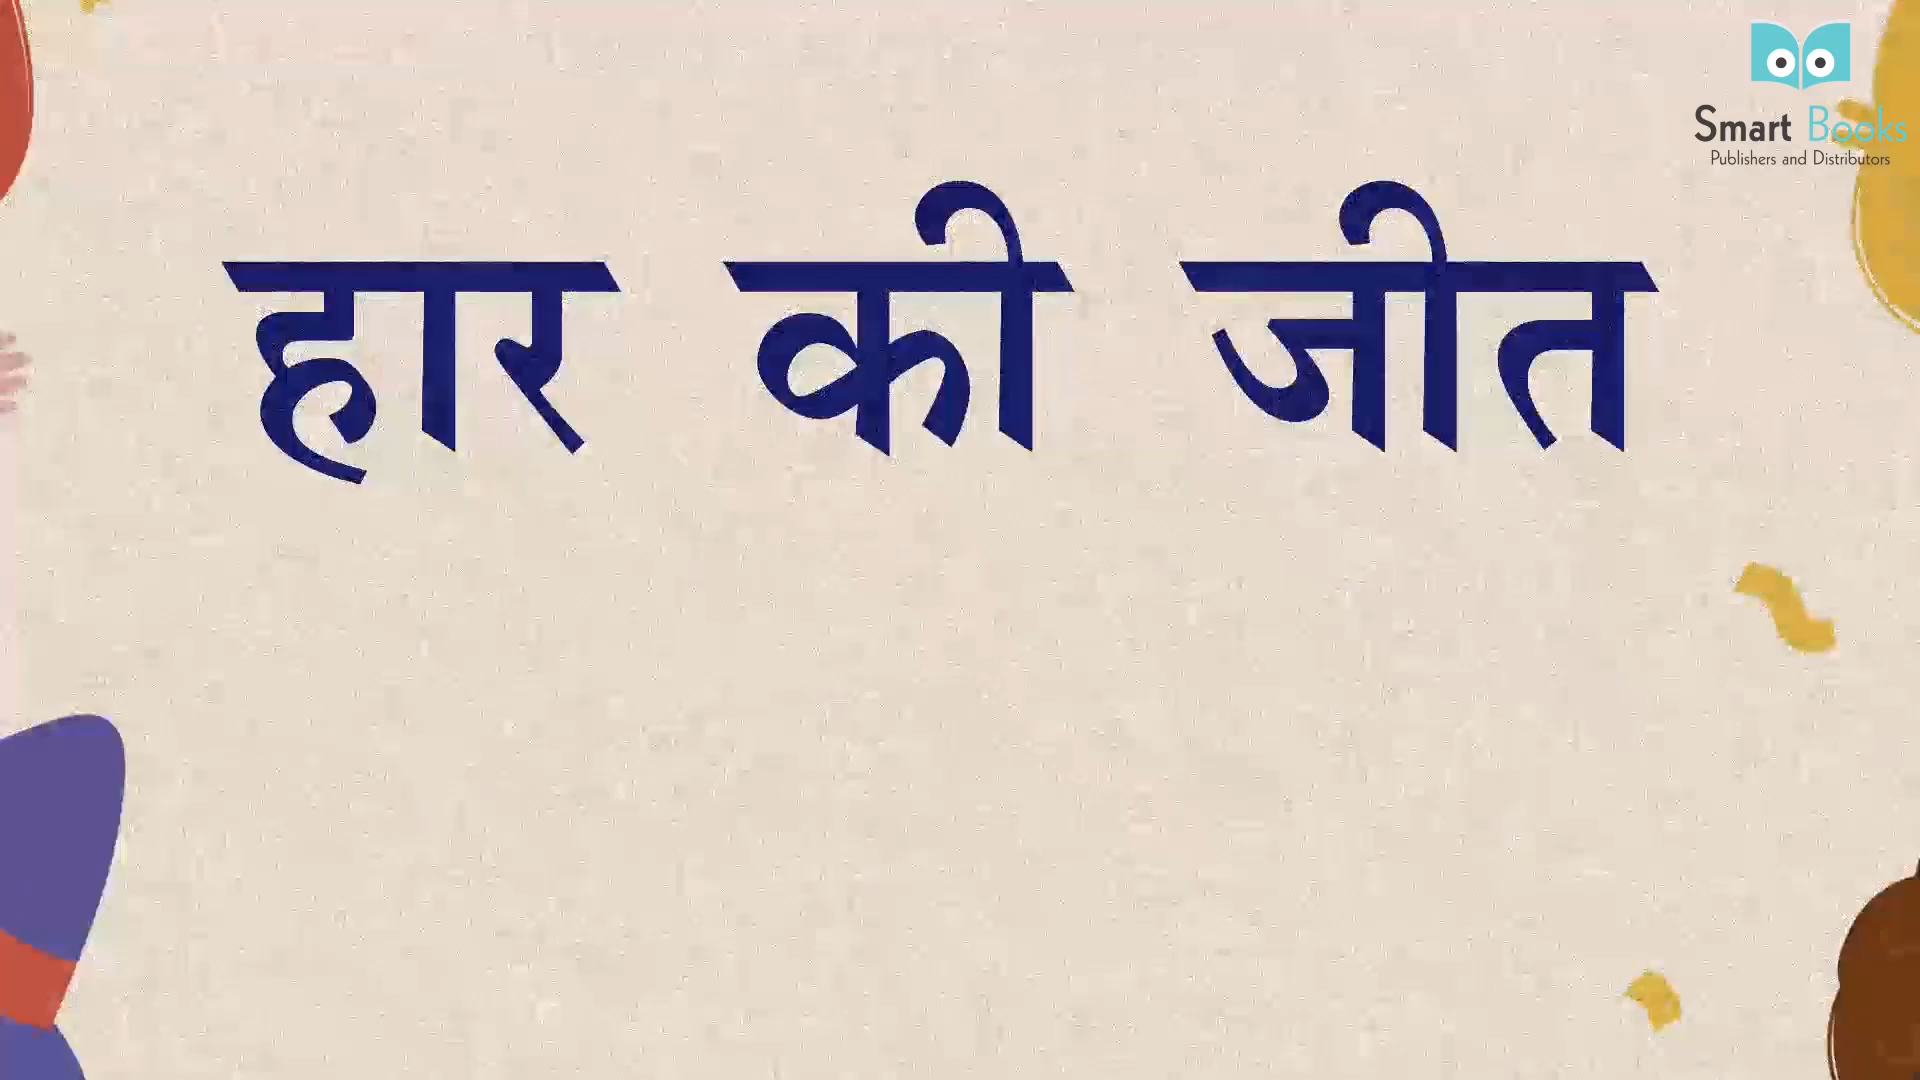 Smart Books
Publishers and Distributors
हार की जीत